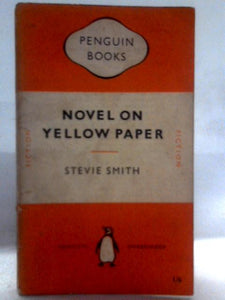 PENGUIN
BOOKS
NOVEL ON
YELLOW PAPER
FICTION
FICTION
STEVIE SMITH